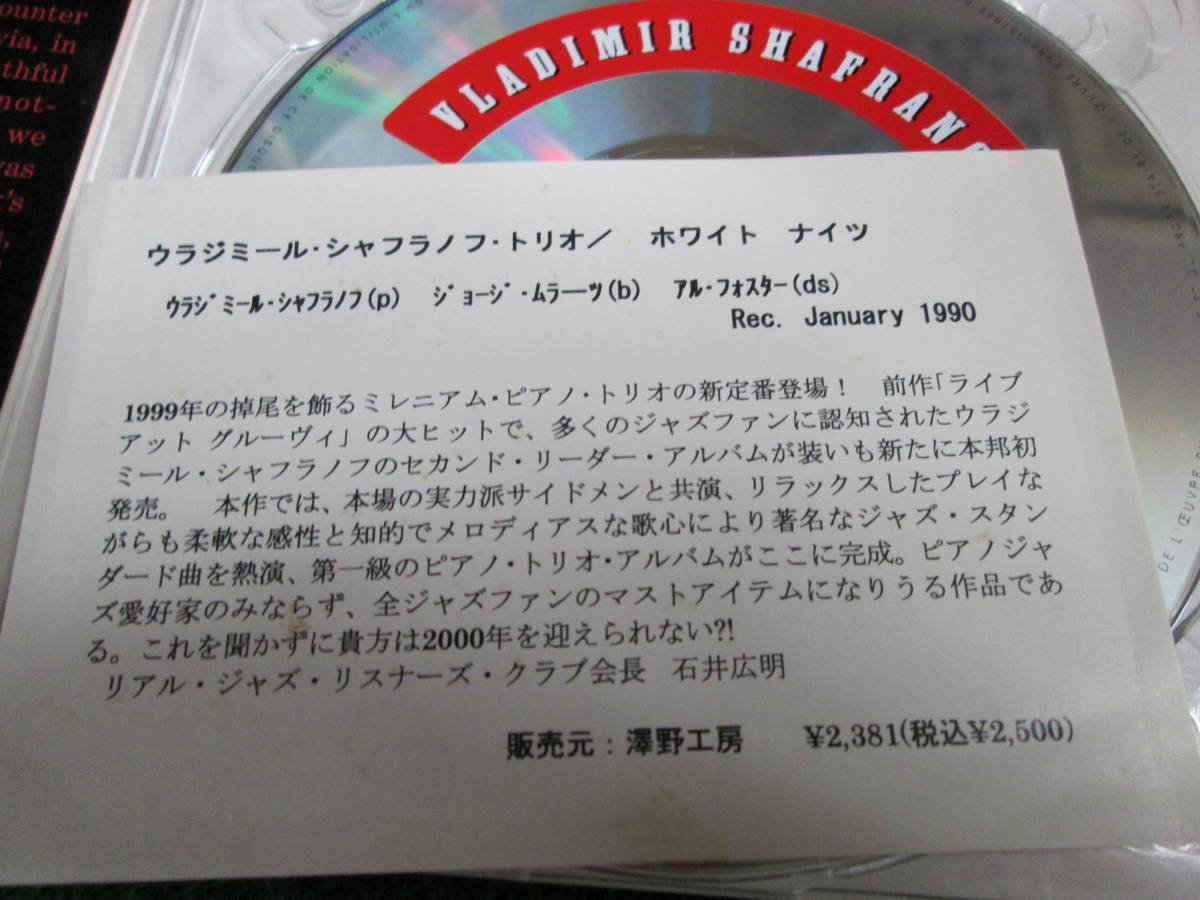 ounter
via, in
thful
not-
we
was
's
VLADIMIR SHAFRANO
DE L'ŒUVRE
ウラジミール・シャフラノフ・トリオ/ ホワイト ナイツ
ウラジミール・シャフラノフ(p) ジョージ・ムラーツ(b) アル・フォスター(ds)
Rec. January 1990
1999年の掉尾を飾るミレニアム・ピアノ・トリオの新定番登場! 前作「ライブ
アット グルーヴィ」の大ヒットで、多くのジャズファンに認知されたウラジ
ミール・シャフラノフのセカンド・リーダー・アルバムが装いも新たに本邦初
発売。 本作では、本場の実力派サイドメンと共演、リラックスしたプレイな
がらも柔軟な感性と知的でメロディアスな歌心により著名なジャズ・スタン
ダード曲を熱演、第一級のピアノ・トリオ・アルバムがここに完成。ピアノジャ
ズ愛好家のみならず、全ジャズファンのマストアイテムになりうる作品であ
る。これを聞かずに貴方は2000年を迎えられない?!
リアル・ジャズ・リスナーズ・クラブ会長 石井広明
販売元:澤野工房 ¥2,381(税込¥2,500)